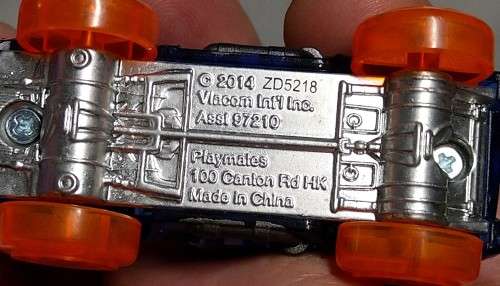 © 2014 ZD5218
Viacom Int'l Inc.
Asst 97210
Playmates
100 Canton Rd HK
Made in China